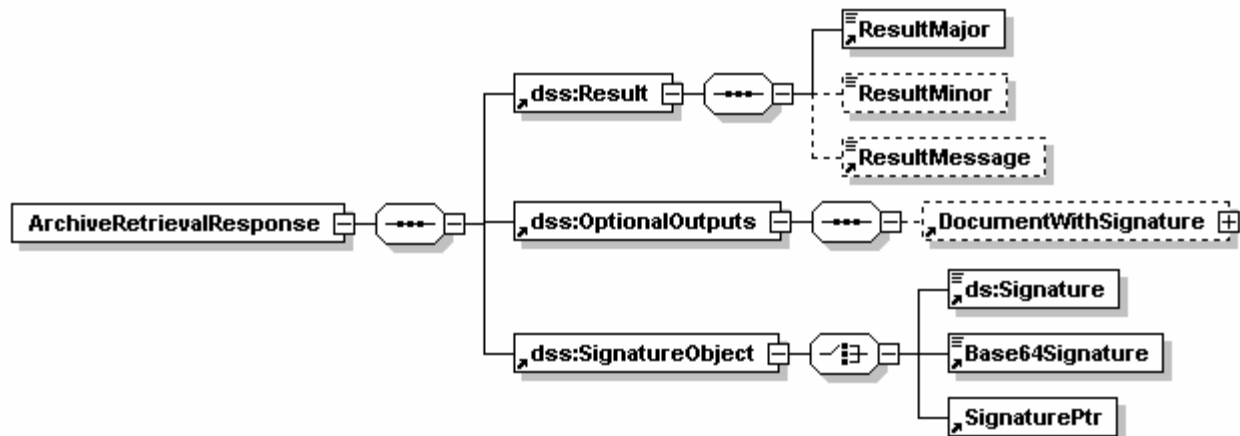 ResultMajor
dss:Result
ResultMinor
ResultMessage
ArchiveRetrievalResponse
dss:OptionalOutputs
DocumentWithSignature
ds:Signature
dss:SignatureObject
Base64Signature
SignaturePtr